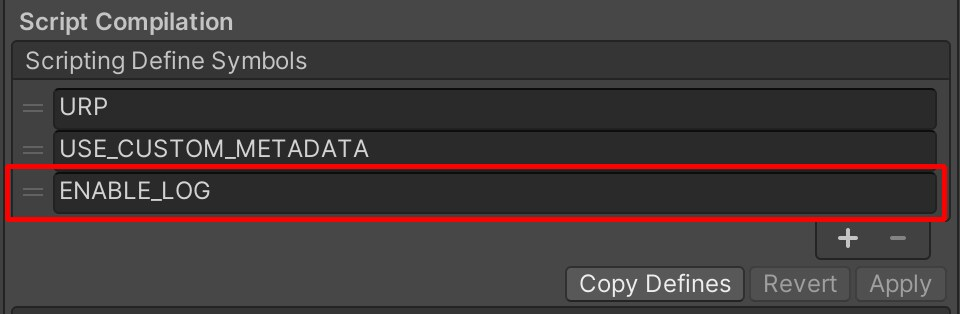 Script Compilation
Scripting Define Symbols
URP
USE_CUSTOM_METADATA
ENABLE_LOG
Copy Defines Revert Apply